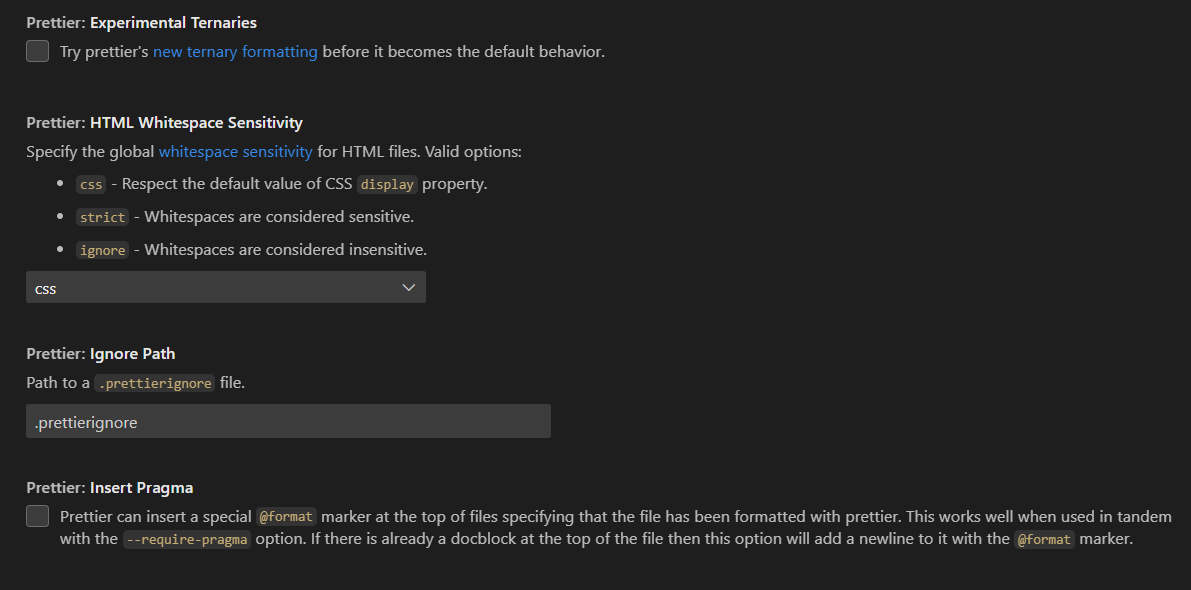 Prettier: Experimental Ternaries
Try prettier's new ternary formatting before it becomes the default behavior.
Prettier: HTML Whitespace Sensitivity
Specify the global whitespace sensitivity for HTML files. Valid options:
• css - Respect the default value of CSS display property.
• strict - Whitespaces are considered sensitive.
• ignore - Whitespaces are considered insensitive.
css
Prettier: Ignore Path
Path to a .prettierignore file.
.prettierignore
Prettier: Insert Pragma
Prettier can insert a special @format marker at the top of files specifying that the file has been formatted with prettier. This works well when used in tandem
with the --require-pragma option. If there is already a docblock at the top of the file then this option will add a newline to it with the @format marker.